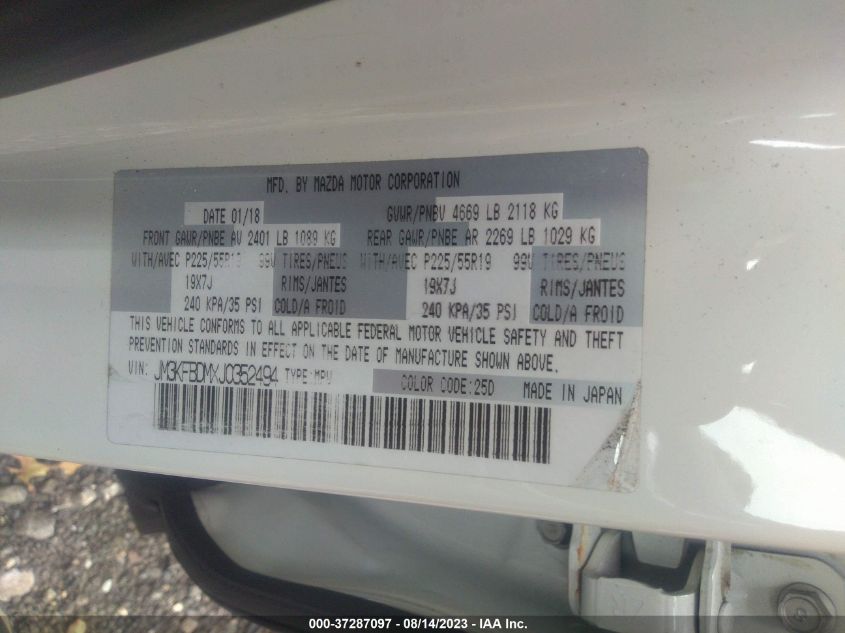 MFD. BY MAZDA MOTOR CORPORATION
DATE 01/18 GVWR/PNBV 4669 LB 2118 KG
FRONT GAWR/PNBE AV 2401 LB 1089 KG REAR GAWR/PNBE AR 2269 LB 1029 KG
WITH/AVEC P225/55R19 99V TIRES/PNEUS WITH/AVEC P225/55R19 99V TIRES/PNEUS
19X7J RIMS/JANTES 19X7J RIMS/JANTES
240 KPA/35 PSI COLD/A FROID 240 KPA/35 PSI COLD/A FROID
THIS VEHICLE CONFORMS TO ALL APPLICABLE FEDERAL MOTOR VEHICLE SAFETY AND THEFT
PREVENTION STANDARDS IN EFFECT ON THE DATE OF MANUFACTURE SHOWN ABOVE.
VIN: JM3KFBDMXJ0352494 TYPE:MPV COLOR CODE:25D MADE IN JAPAN
000-37287097 - 08/14/2023 - IAA Inc.